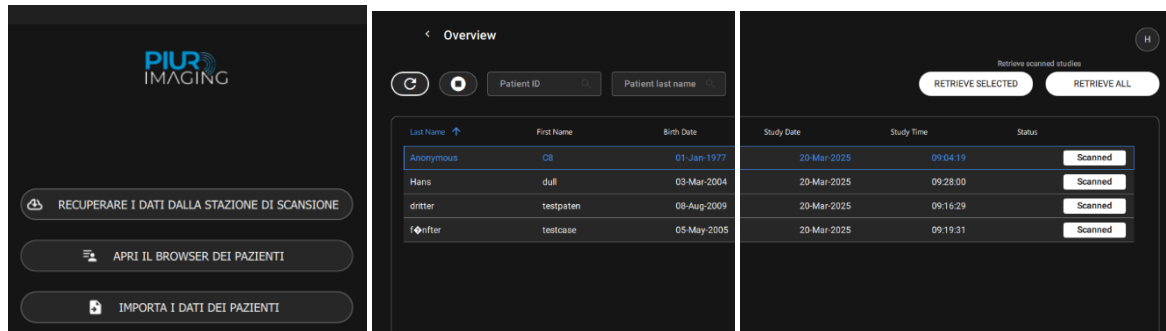 PIUR
IMAGING
RECUPERARE I DATI DALLA STAZIONE DI SCANSIONE
APRI IL BROWSER DEI PAZIENTI
IMPORTA I DATI DEI PAZIENTI
Overview
H
Retrieve scanned studies
Patient ID Patient last name RETRIEVE SELECTED RETRIEVE ALL
Last Name First Name Birth Date Study Date Study Time Status
Anonymous C8 01-Jan-1977 20-Mar-2025 09:04:19 Scanned
Hans dull 03-Mar-2004 20-Mar-2025 09:28:00 Scanned
dritter testpaten 08-Aug-2009 20-Mar-2025 09:16:29 Scanned
f�nfter testcase 05-May-2005 20-Mar-2025 09:19:31 Scanned